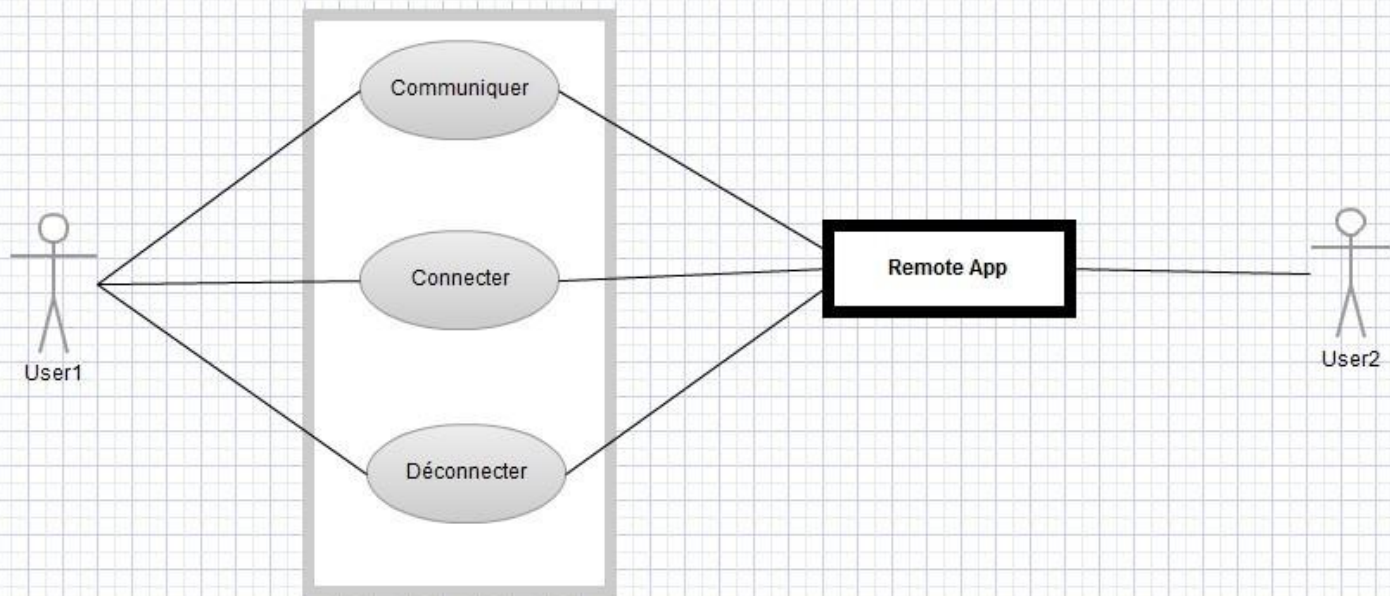 Communiquer
Connecter
Remote App
User1
User2
Déconnecter